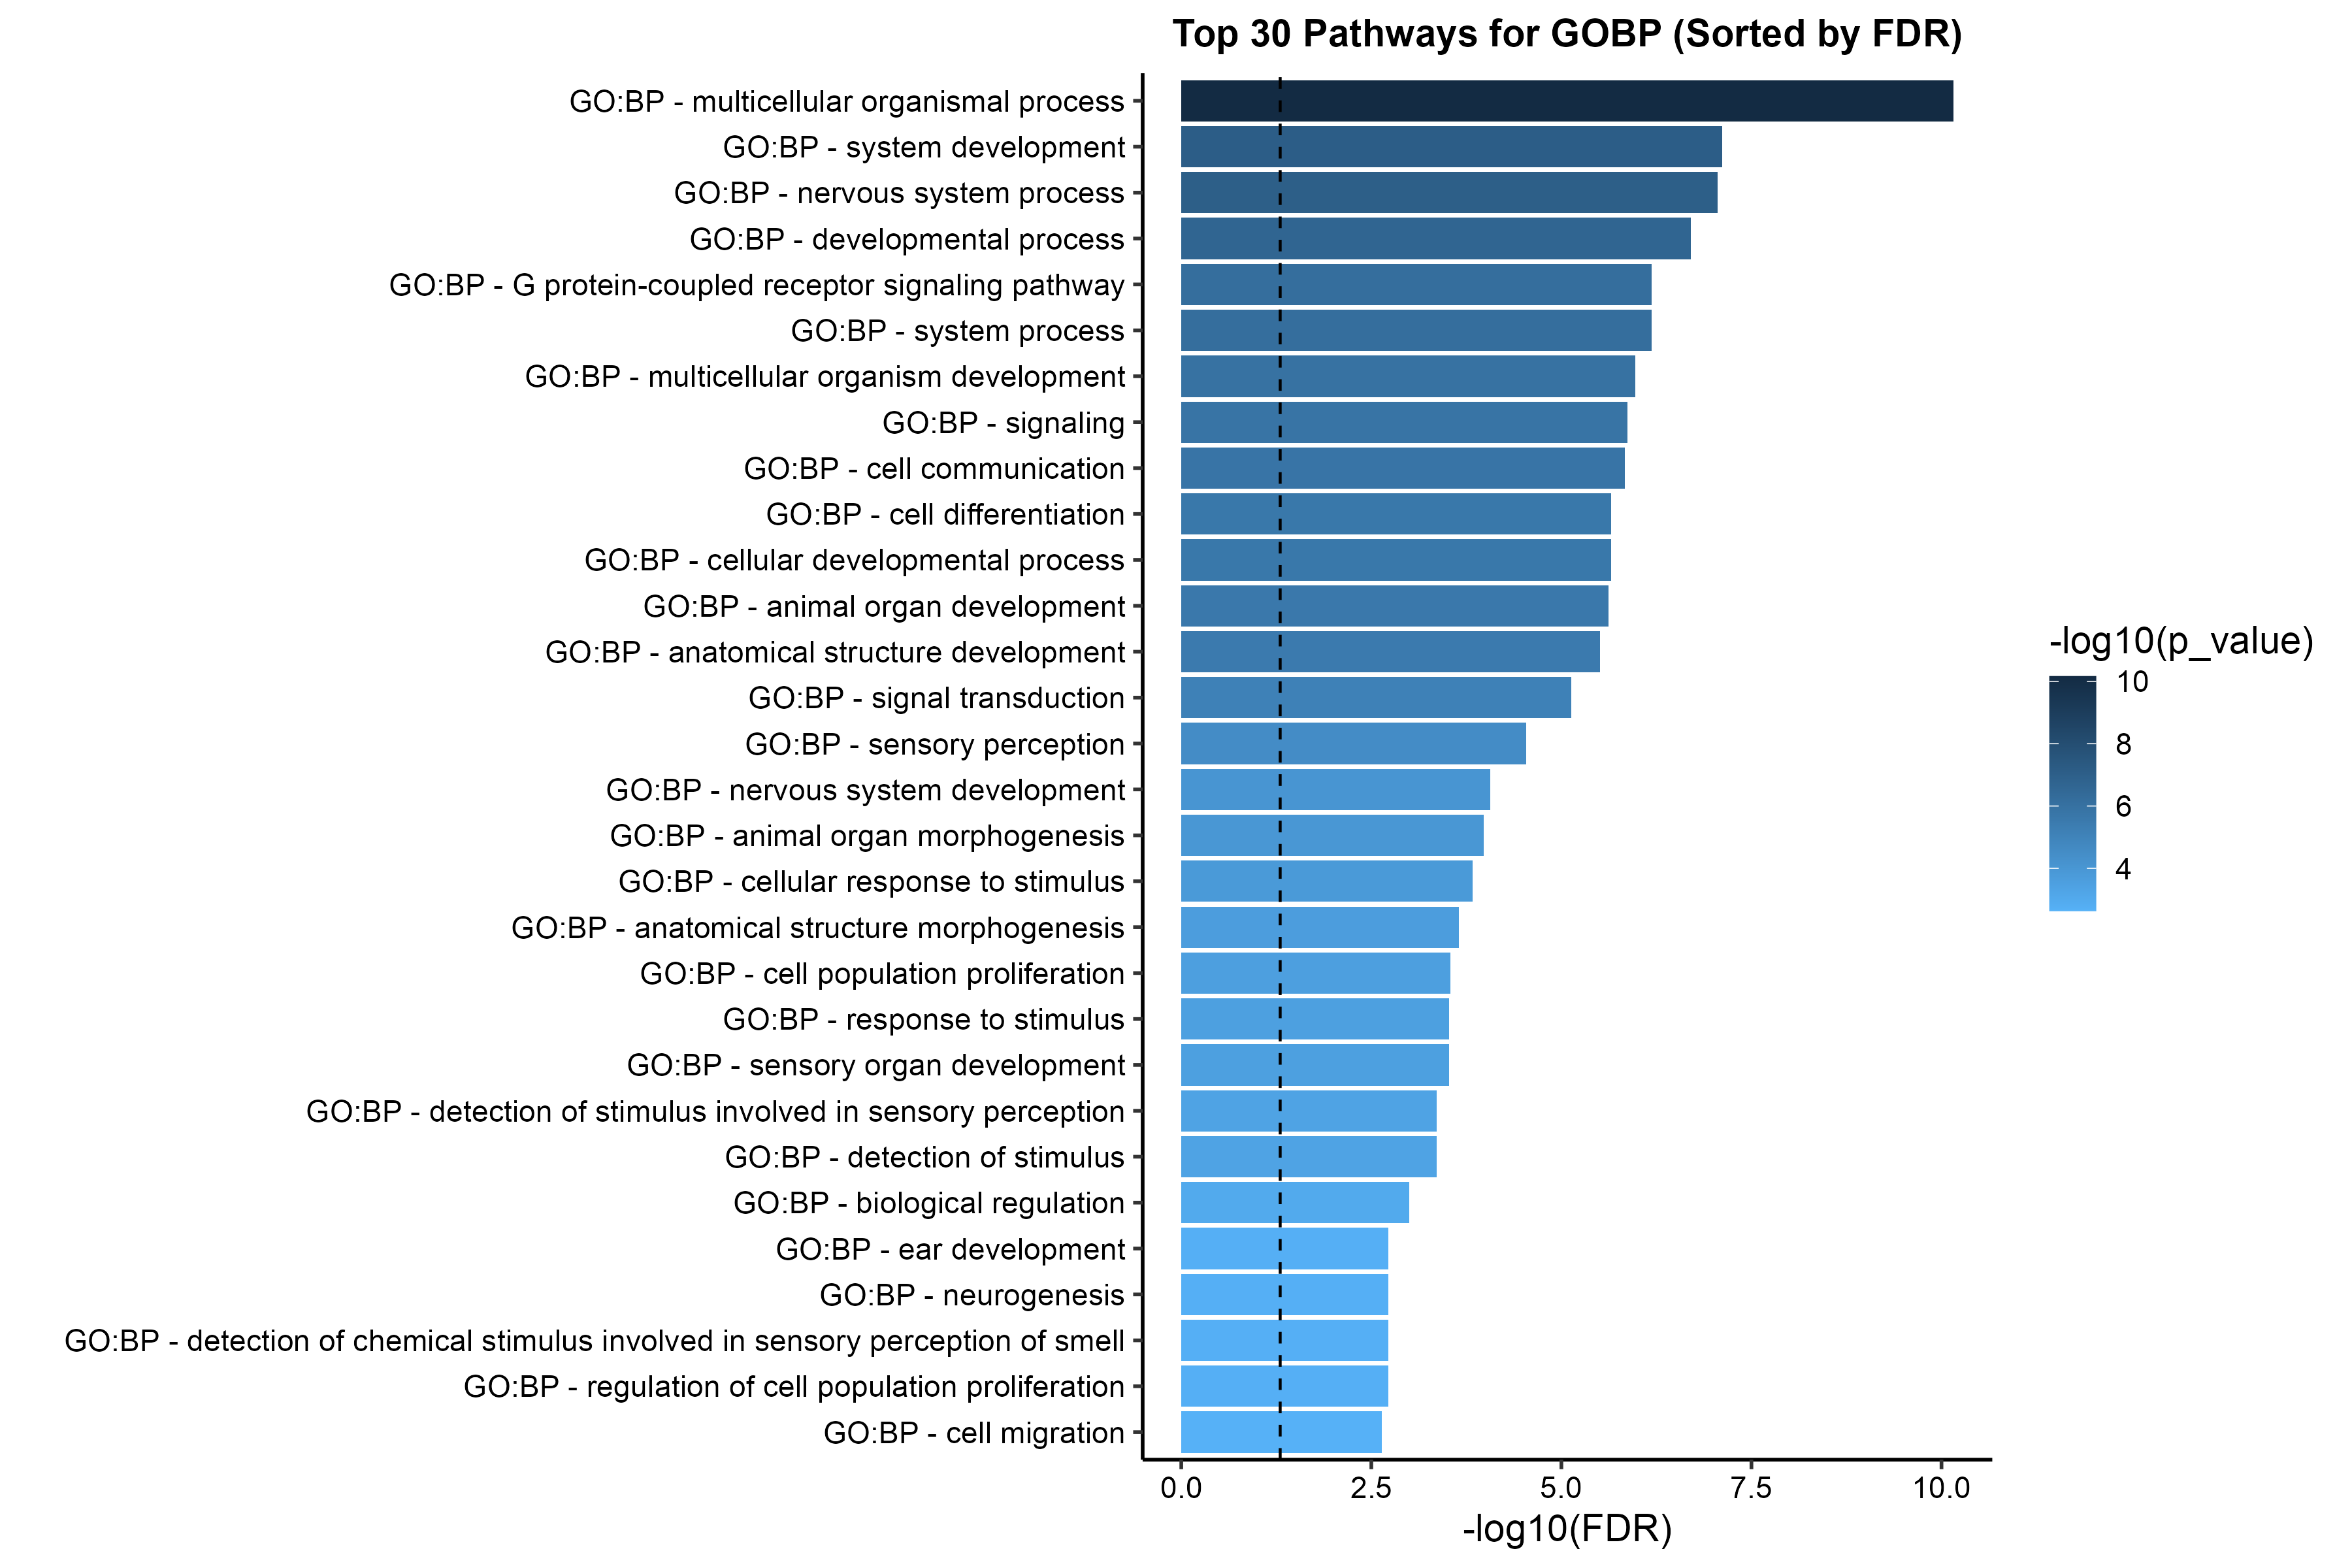 Top 30 Pathways for GOBP (Sorted by FDR)
GO:BP - multicellular organismal process
GO:BP - system development
GO:BP - nervous system process
GO:BP - developmental process
GO:BP - G protein-coupled receptor signaling pathway
GO:BP - system process
GO:BP - multicellular organism development
GO:BP - signaling
GO:BP - cell communication
GO:BP - cell differentiation
GO:BP - cellular developmental process
GO:BP - animal organ development
GO:BP - anatomical structure development
GO:BP - signal transduction
GO:BP - sensory perception
GO:BP - nervous system development
GO:BP - animal organ morphogenesis
GO:BP - cellular response to stimulus
GO:BP - anatomical structure morphogenesis
GO:BP - cell population proliferation
GO:BP - response to stimulus
GO:BP - sensory organ development
GO:BP - detection of stimulus involved in sensory perception
GO:BP - detection of stimulus
GO:BP - biological regulation
GO:BP - ear development
GO:BP - neurogenesis
GO:BP - detection of chemical stimulus involved in sensory perception of smell
GO:BP - regulation of cell population proliferation
GO:BP - cell migration
0.0 2.5 5.0 7.5 10.0
-log10(FDR)
-log10(p_value)
10
8
6
4